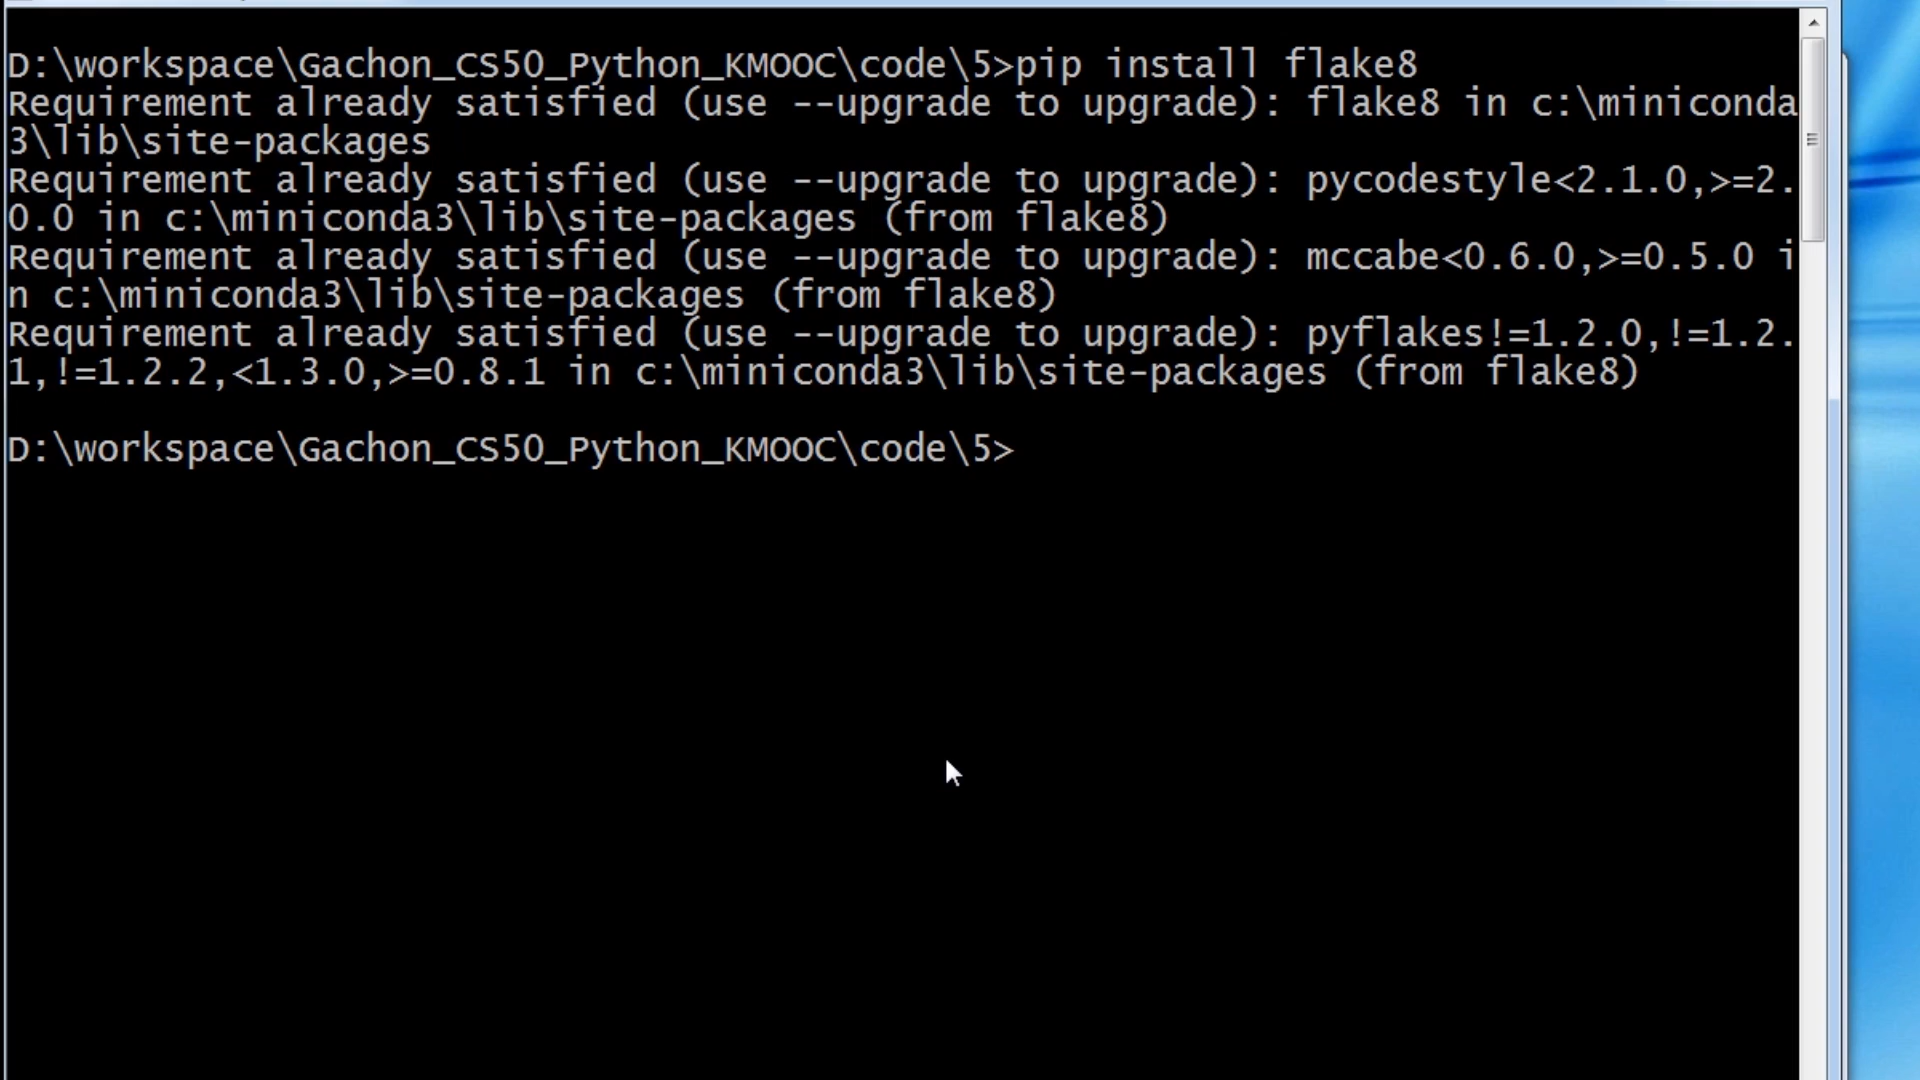 D:\workspace\Gachon_CS50_Python_KMOOC\code\5>pip install flake8
Requirement already satisfied (use --upgrade to upgrade): flake8 in c:\miniconda
3\lib\site-packages
Requirement already satisfied (use --upgrade to upgrade): pycodestyle<2.1.0,>=2.
0.0 in c:\miniconda3\lib\site-packages (from flake8)
Requirement already satisfied (use --upgrade to upgrade): mccabe<0.6.0,>=0.5.0 i
n c:\miniconda3\lib\site-packages (from flake8)
Requirement already satisfied (use --upgrade to upgrade): pyflakes!=1.2.0,!=1.2.
1,!=1.2.2,<1.3.0,>=0.8.1 in c:\miniconda3\lib\site-packages (from flake8)
D:\workspace\Gachon_CS50_Python_KMOOC\code\5>